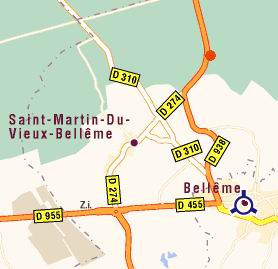 D 310
D 274
Saint-Martin-Du-
Vieux-Bellême
D 310
D 938
D 274
Bellême
Z.i.
D 955
D 455